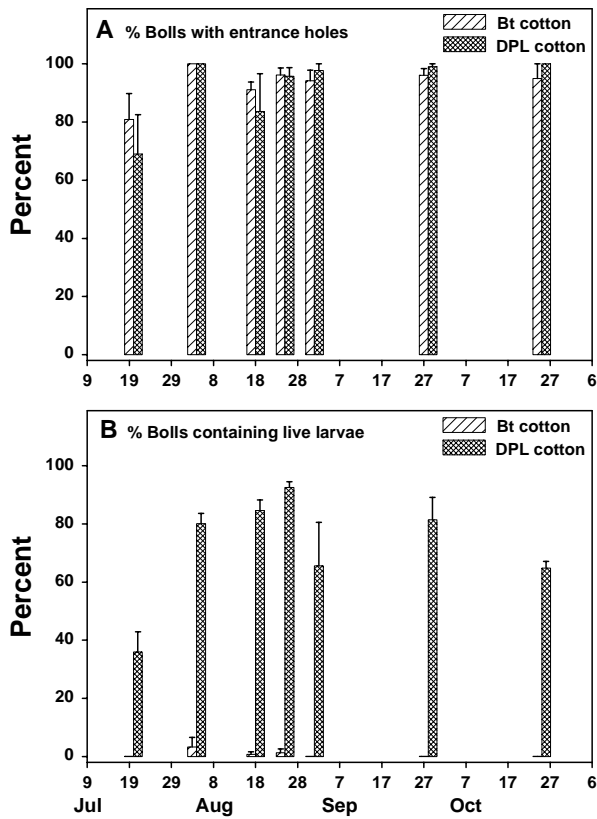 A % Bolls with entrance holes
Bt cotton
DPL cotton
Percent
100
80
60
40
20
0
9 19 29 8 18 28 7 17 27 7 17 27 6
B % Bolls containing live larvae
Bt cotton
DPL cotton
Percent
100
80
60
40
20
0
9 19 29 8 18 28 7 17 27 7 17 27 6
Jul Aug Sep Oct